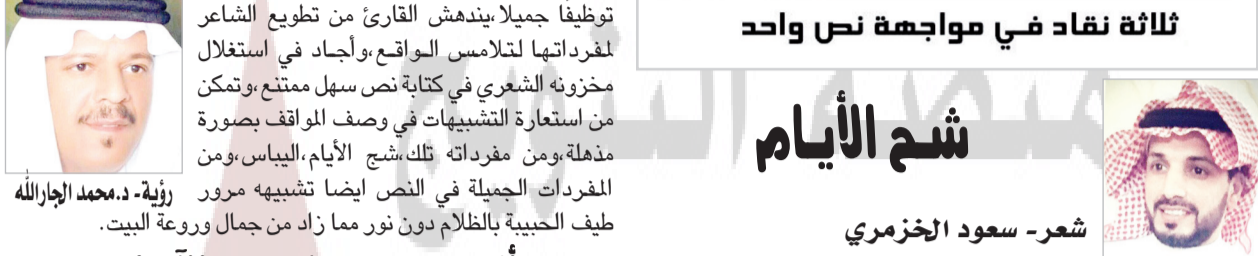 ثلاثة نقاد في مواجهة نص واحد
شح الأيام
شعر- سعود الخزمري
توظيفًا جميلا،يندهش القارئ من تطويع الشاعر
لمفرداتها لتلامس الواقع،وأجاد في استغلال
مخزونه الشعري في كتابة نص سهل ممتنع،وتمكن
من استعارة التشبيهات في وصف المواقف بصورة
مذهلة،ومن مفرداته تلك،شج الأيام،اليباس،ومن
المفردات الجميلة في النص ايضا تشبيهه مرور
طيف الحبيبة بالظلام دون نور مما زاد من جمال وروعة البيت.
رؤية- د.محمد الجارالله